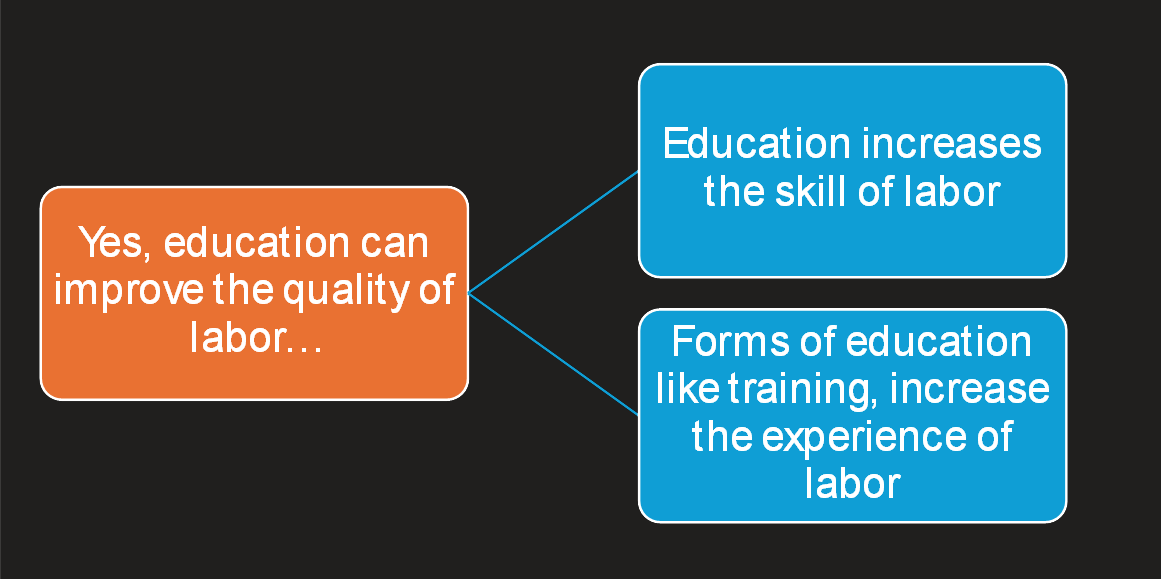 Yes, education can
improve the quality of
labor…
Education increases
the skill of labor
Forms of education
like training, increase
the experience of
labor